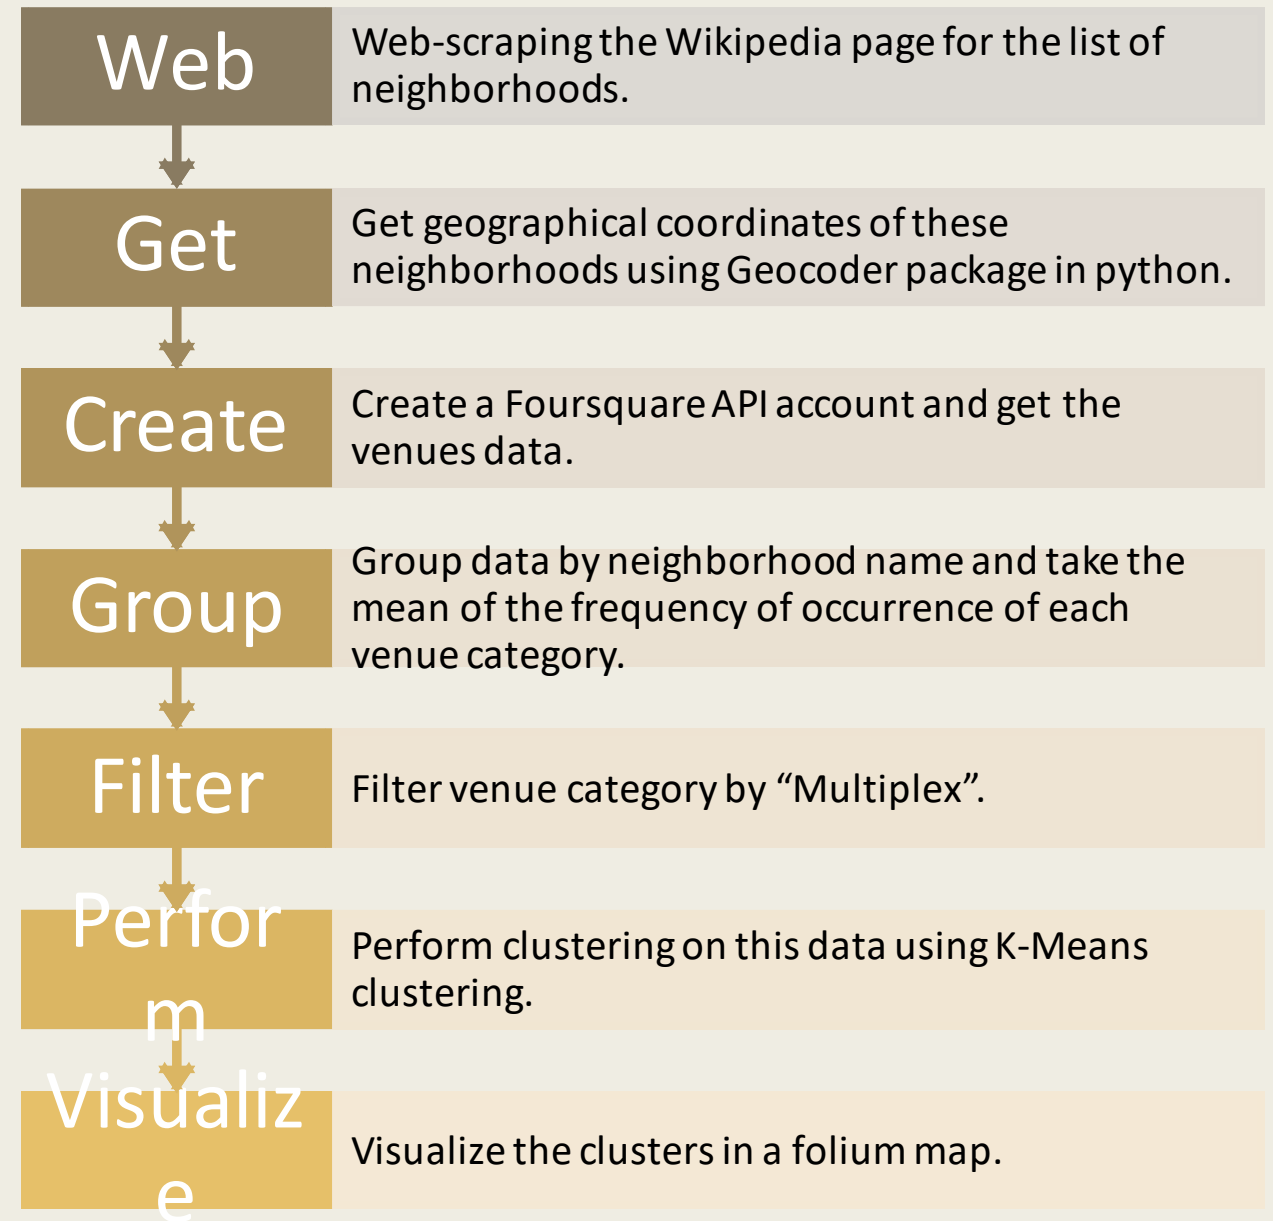 Web
Web-scraping the Wikipedia page for the list of
neighborhoods.
Get
Get geographical coordinates of these
neighborhoods using Geocoder package in python.
Create
Create a Foursquare API account and get the
venues data.
Group
Group data by neighborhood name and take the
mean of the frequency of occurrence of each
venue category.
Filter
Filter venue category by “Multiplex”.
Perfor
m
Perform clustering on this data using K-Means
clustering.
Visualiz
e
Visualize the clusters in a folium map.